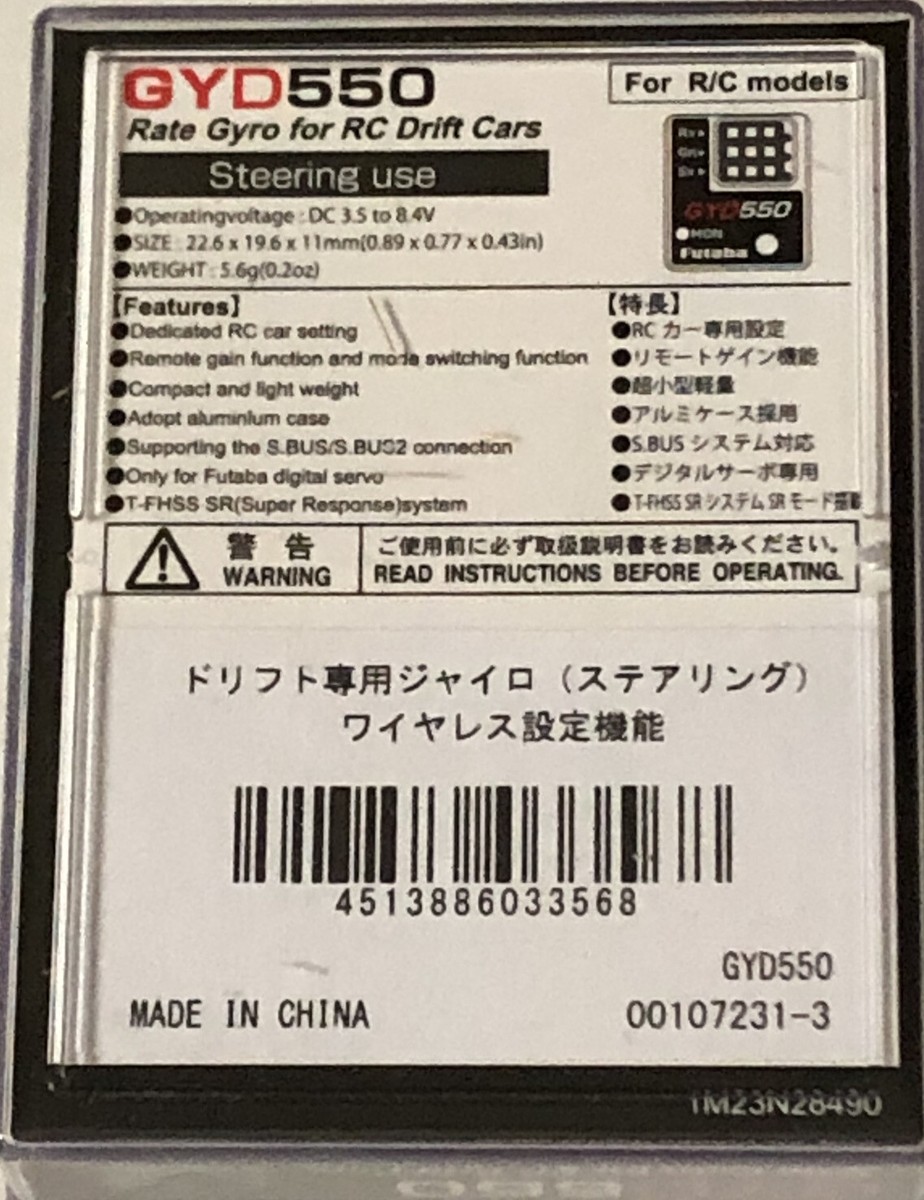 GYD550
For R/C models
Rate Gyro for RC Drift Cars
Steering use
●Operatingvoltage : DC 3.5 to 8.4V
●SIZE : 22.6 x 19.6 x 11mm(0.89 x 0.77 x 0.43in)
●WEIGHT : 5.6g(0.2oz)
GYD550
MON
Futaba
【Features】
●Dedicated RC car setting
●Remote gain function and mode switching function
●Compact and light weight
●Adopt aluminium case
●Supporting the S.BUS/S.BUS2 connection
●Only for Futaba digital servo
●T-FHSS SR(Super Response)system
【特長】
●RC カー専用設定
●リモートゲイン機能
●超小型軽量
●アルミケース採用
●S.BUS システム対応
●デジタルサーボ専用
●T-FHSS SR システム SR モード搭載
警告
WARNING
ご使用前に必ず取扱説明書をお読みください。
READ INSTRUCTIONS BEFORE OPERATING.
ドリフト専用ジャイロ（ステアリング）
ワイヤレス設定機能
4513886033568
GYD550
MADE IN CHINA
00107231-3
1M23N28490